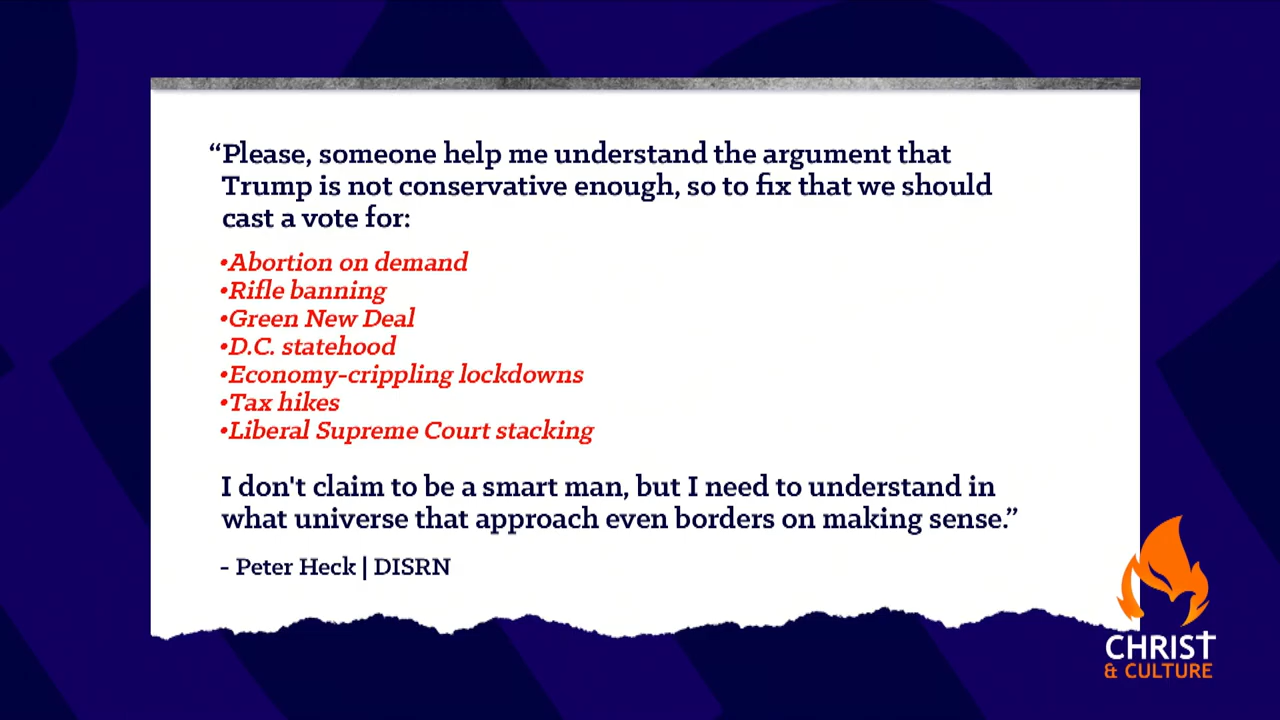 “Please, someone help me understand the argument that
Trump is not conservative enough, so to fix that we should
cast a vote for:
•Abortion on demand
•Rifle banning
•Green New Deal
•D.C. statehood
•Economy-crippling lockdowns
•Tax hikes
•Liberal Supreme Court stacking
I don't claim to be a smart man, but I need to understand in
what universe that approach even borders on making sense.”
- Peter Heck | DISRN
CHRIST
& CULTURE